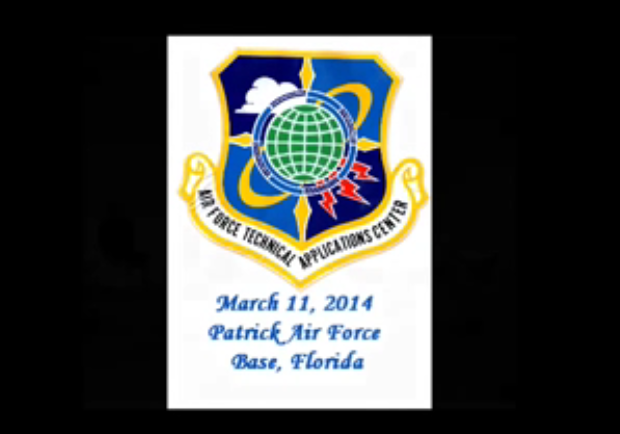 AIR FORCE TECHNICAL APPLICATIONS CENTER
March 11, 2014
Patrick Air Force
Base, Florida